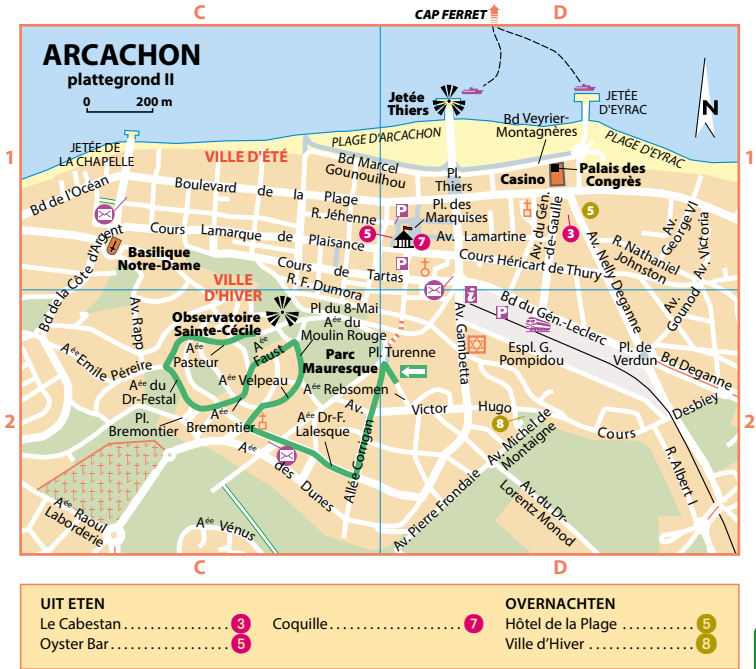 C
CAP FERRET
D
ARCACHON
plattegrond II
0 200 m
Jetée
Thiers
JETÉE
D'EYRAC
N
Bd Veyrier-
Montagnères
PLAGE D'ARCACHON
PLAGE D'EYRAC
JETÉE DE
LA CHAPELLE
1
VILLE D'ÉTÉ
Bd Marcel
Gounouilhou
Pl.
Thiers
Casino
Palais des
Congrès
1
Bd de l'Océan
Boulevard de la Plage
R. Jéhenne
P
Pl. des
Marquises
Av. du Gén.
de-Gaulle
5
3
Av.
George VI
Av. Victoria
Cours Lamarque de Plaisance
5
7
Av. Lamartine
R. Nathaniel
Johnston
Av. Nelly Deganne
Bd de la Côte d'Argent
Basilique
Notre-Dame
Cours de Tartas
P
Cours Héricart de Thury
Av.
Gounod
VILLE
D'HIVER
R. F. Dumora
Pl du 8-Mai
i
Bd du Gén.-Leclerc
P
Av. Rapp
Observatoire
Sainte-Cécile
Aée du
Moulin Rouge
Av. Gambetta
Aée Emile Péreire
Aée
Pasteur
Aée
Faust
Parc
Mauresque
Pl. Turenne
Espl. G.
Pompidou
Pl. de
Verdun
Bd Deganne
Aée du
Dr-Festal
Aée Velpeau
Aée Rebsomen
2
Pl.
Bremontier
Aée
Bremontier
Aée Dr-F.
Lalesque
Av. Victor Hugo
8
Av. Michel de
Montaigne
Cours Desbiey
2
Aée des Dunes
Allée Corrigan
R. Albert I
Aée Raoul
Laborderie
Aée Vénus
Av. Pierre Frondaie
Av. du Dr-
Lorentz Monod
C
D
UIT ETEN
Le Cabestan 3
Oyster Bar 5
Coquille 7
OVERNACHTEN
Hôtel de la Plage 5
Ville d'Hiver 8